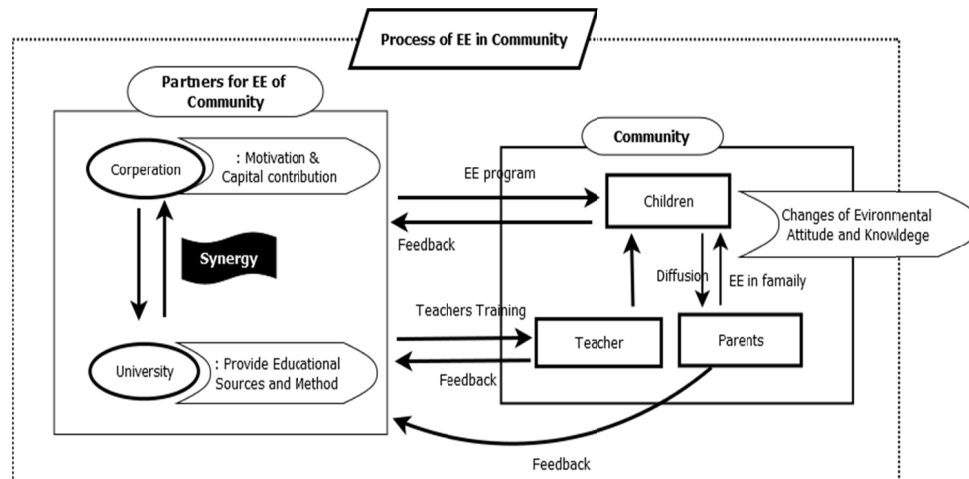 Process of EE in Community
Partners for EE of
Community
Corperation
: Motivation &
Capital contribution
Synergy
University
: Provide Educational
Sources and Method
EE program
Feedback
Teachers Training
Feedback
Feedback
Community
Children
Changes of Evironmental
Attitude and Knowldege
Diffusion
EE in famaily
Teacher
Parents